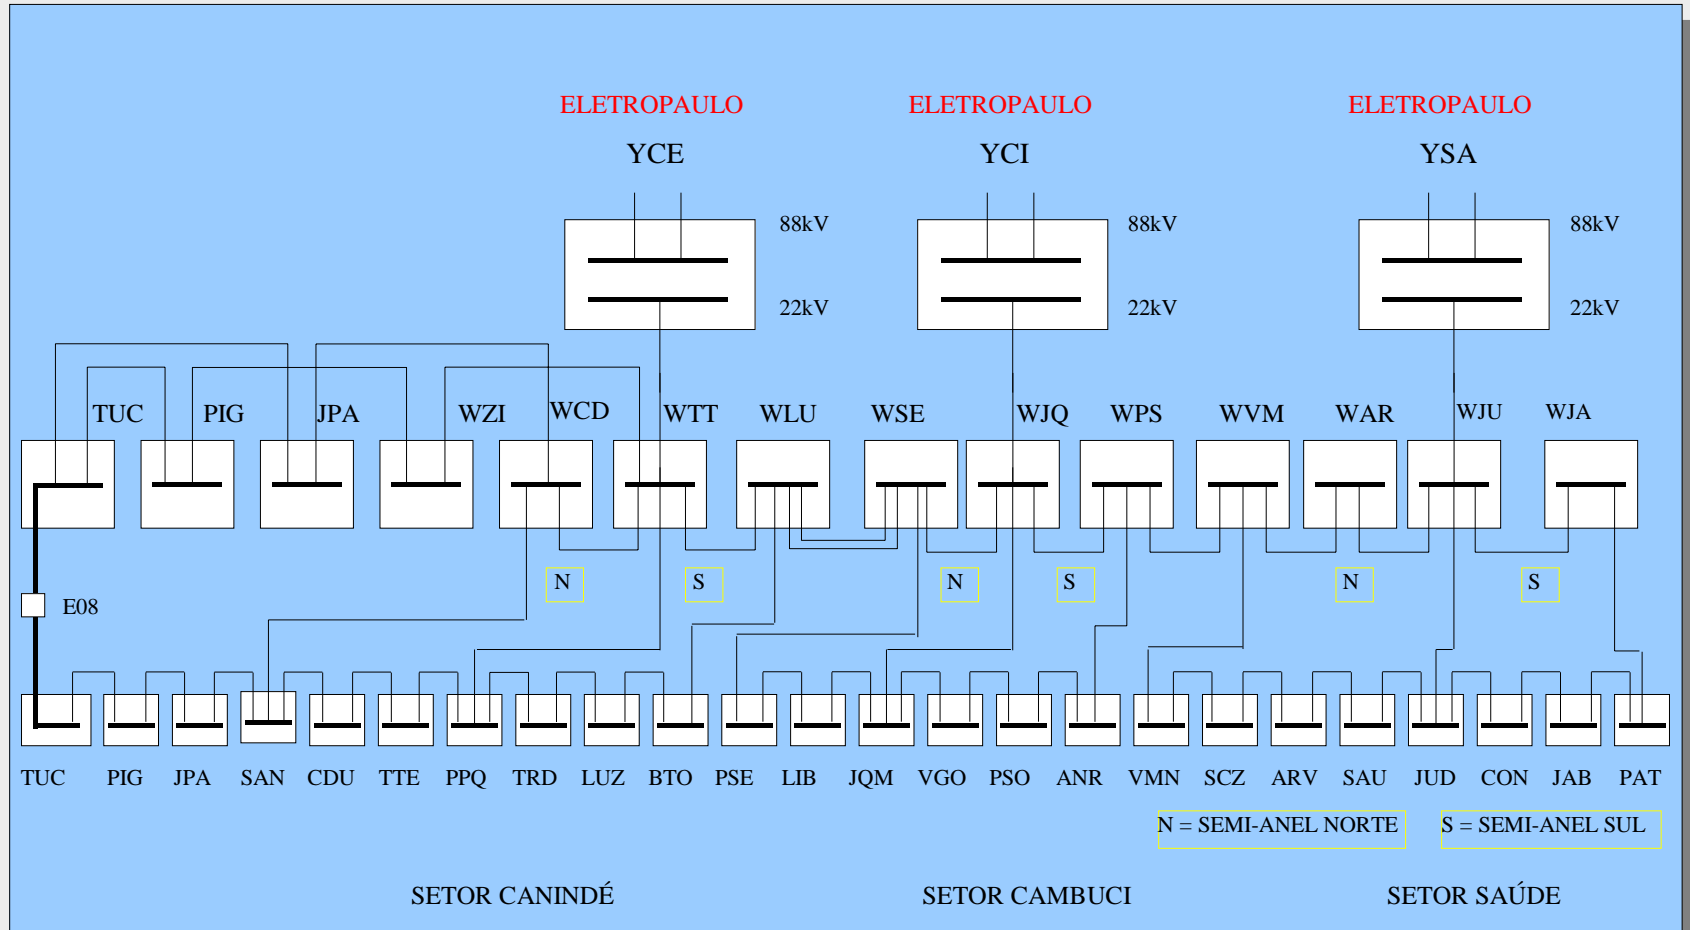 ELETROPAULO ELETROPAULO ELETROPAULO
YCE YCI YSA
88kV 88kV 88kV
22kV 22kV 22kV
TUC PIG JPA WZI WCD WTT WLU WSE WJQ WPS WVM WAR WJU WJA
N S N S N S
E08
TUC PIG JPA SAN CDU TTE PPQ TRD LUZ BTO PSE LIB JQM VGO PSO ANR VMN SCZ ARV SAU JUD CON JAB PAT
N = SEMI-ANEL NORTE S = SEMI-ANEL SUL
SETOR CANINDÉ SETOR CAMBUCI SETOR SAÚDE